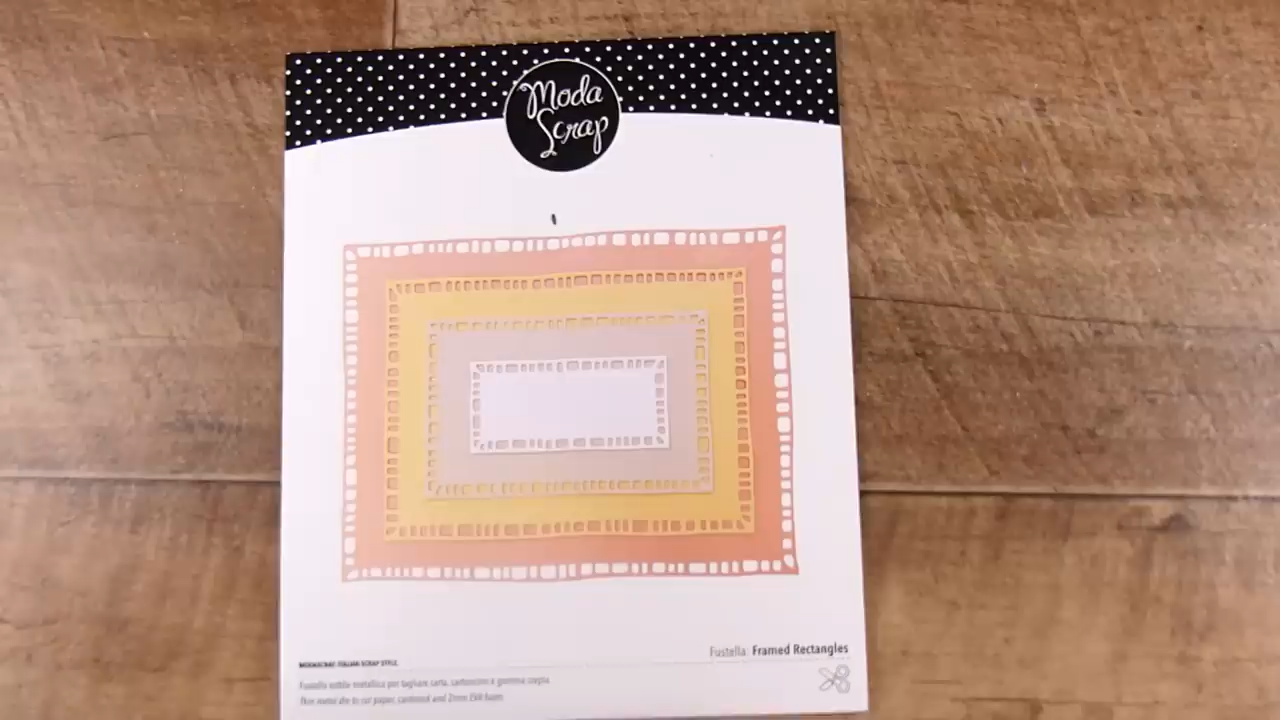 Moda
Scrap
Fustella: Framed Rectangles
MODASCRAP. ITALIAN SCRAP STYLE.
Fustella sottile metallica per tagliare carta, cartoncino e gomma crepla.
Thin metal die to cut paper, cardstock and 2mm EVA foam.